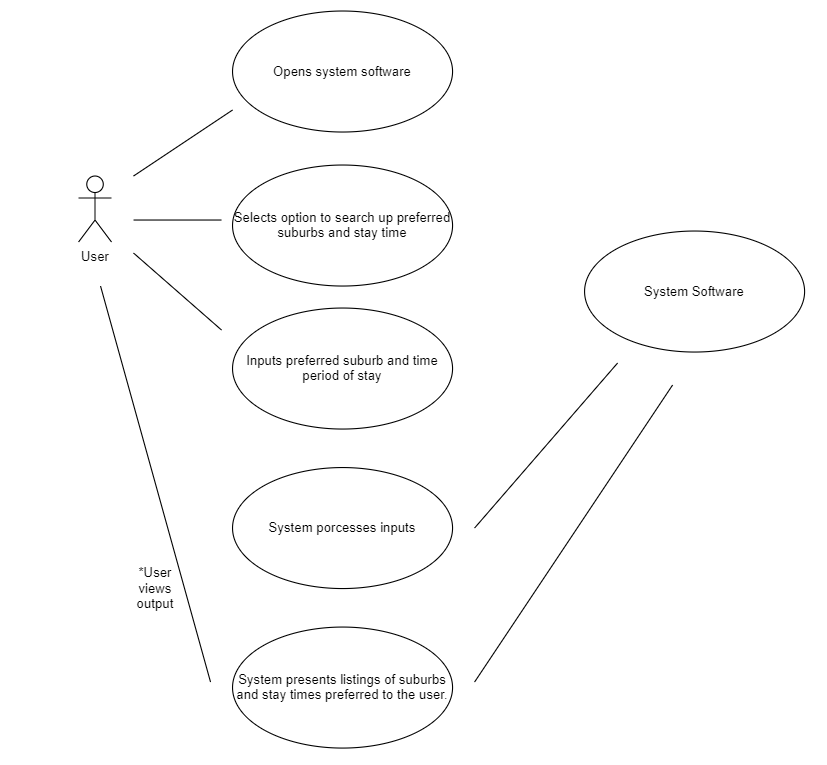 Opens system software
User
Selects option to search up preferred
suburbs and stay time
System Software
Inputs preferred suburb and time
period of stay
System porcesses inputs
*User
views
output
System presents listings of suburbs
and stay times preferred to the user.